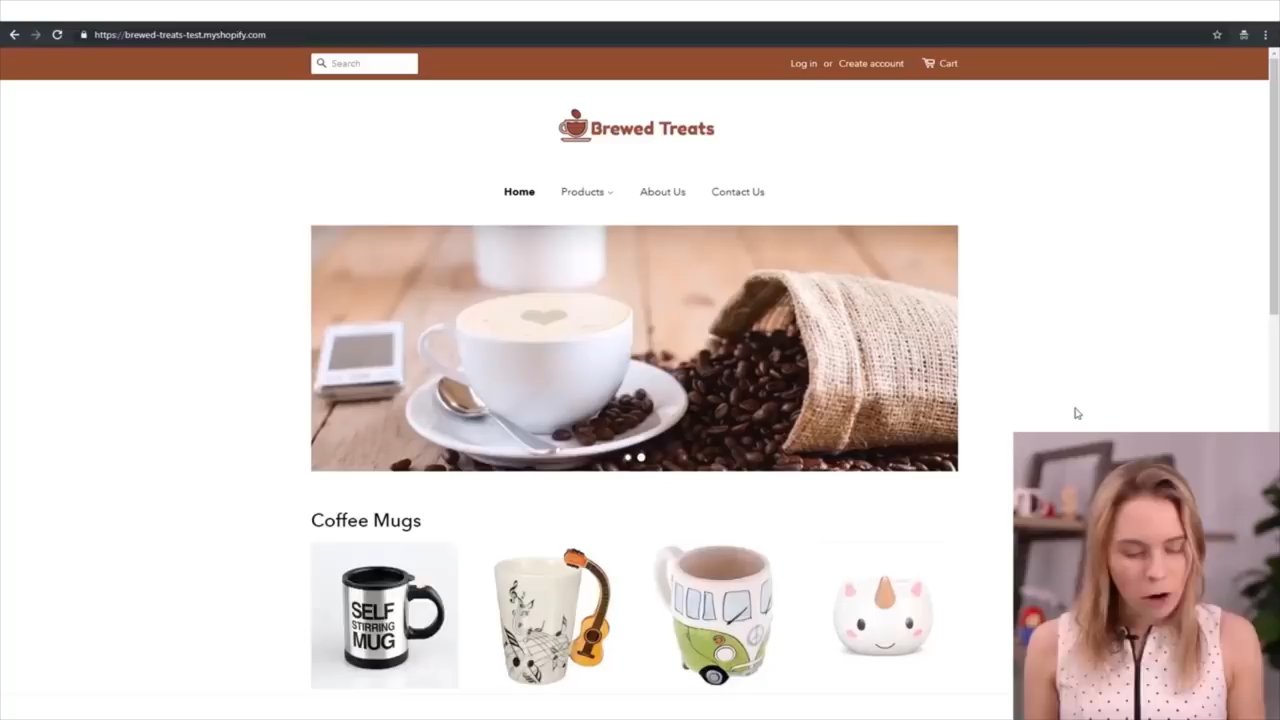 https://brewed-treats-test.myshopify.com
Search
Log in or Create account Cart
Brewed Treats
Home Products About Us Contact Us
Coffee Mugs
SELF
STIRRING
MUG